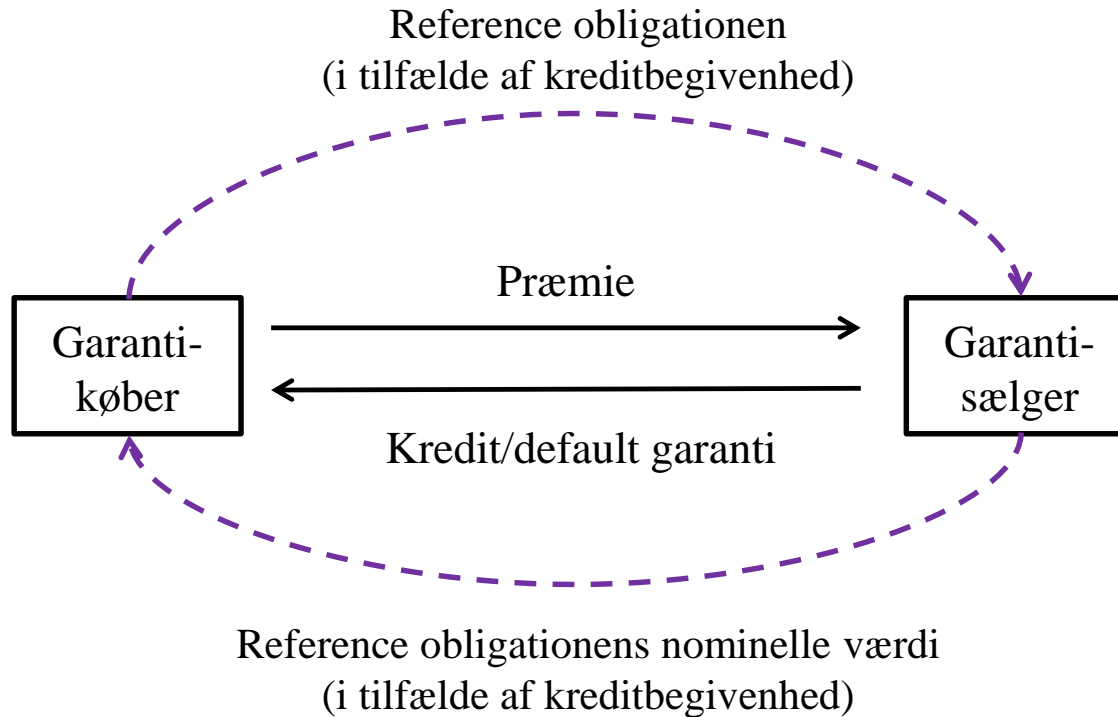 Reference obligationen
(i tilfælde af kreditbegivenhed)
Præmie
Garanti-
køber
Garanti-
sælger
Kredit/default garanti
Reference obligationens nominelle værdi
(i tilfælde af kreditbegivenhed)